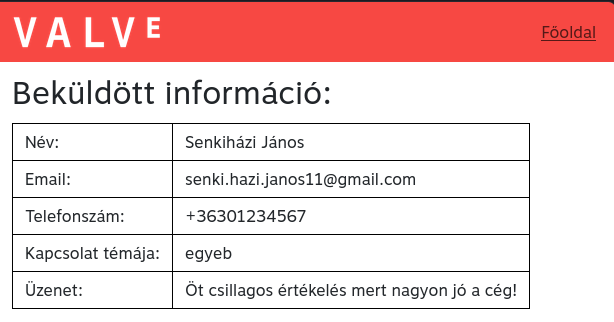 VALVE
Főoldal
Beküldött információ:
Név: Senkiházi János
Email: senki.hazi.janos11@gmail.com
Telefonszám: +36301234567
Kapcsolat témája: egyeb
Üzenet: Öt csillagos értékelés mert nagyon jó a cég!